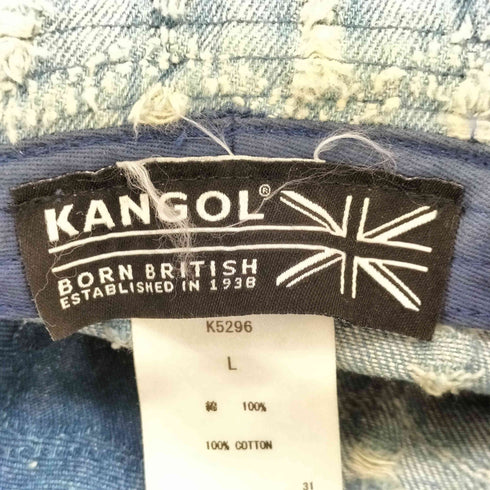 KANGOL®
BORN BRITISH
ESTABLISHED IN 1938
K5296
L
綿 100%
100% COTTON
31